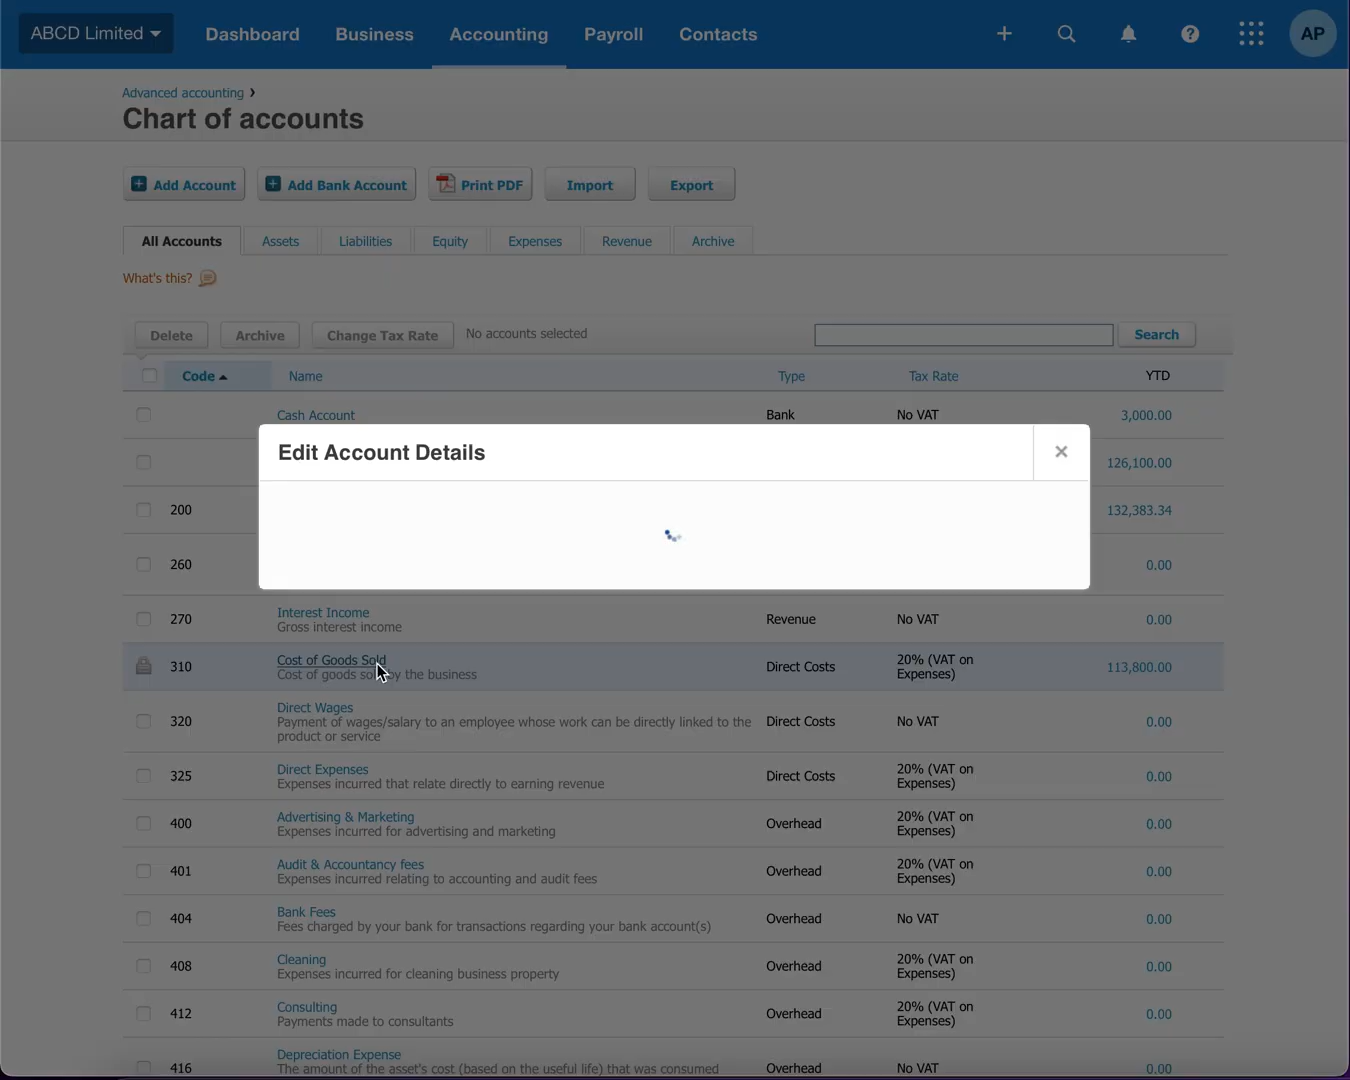 ABCD Limited
Dashboard
Business
Accounting
Payroll
Contacts
AP
Advanced accounting
Chart of accounts
Add Account
Add Bank Account
Print PDF
Import
Export
All Accounts
Assets
Liabilities
Equity
Expenses
Revenue
Archive
What's this?
Delete
Archive
Change Tax Rate
No accounts selected
Search
Code
Name
Type
Tax Rate
YTD
Cash Account
Bank
No VAT
3,000.00
Edit Account Details
126,100.00
200
132,383.34
260
0.00
270
Interest Income
Gross interest income
Revenue
No VAT
0.00
310
Cost of Goods Sold
Cost of goods sold by the business
Direct Costs
20% (VAT on
Expenses)
113,800.00
320
Direct Wages
Payment of wages/salary to an employee whose work can be directly linked to the
product or service
Direct Costs
No VAT
0.00
325
Direct Expenses
Expenses incurred that relate directly to earning revenue
Direct Costs
20% (VAT on
Expenses)
0.00
400
Advertising & Marketing
Expenses incurred for advertising and marketing
Overhead
20% (VAT on
Expenses)
0.00
401
Audit & Accountancy fees
Expenses incurred relating to accounting and audit fees
Overhead
20% (VAT on
Expenses)
0.00
404
Bank Fees
Fees charged by your bank for transactions regarding your bank account(s)
Overhead
No VAT
0.00
408
Cleaning
Expenses incurred for cleaning business property
Overhead
20% (VAT on
Expenses)
0.00
412
Consulting
Payments made to consultants
Overhead
20% (VAT on
Expenses)
0.00
416
Depreciation Expense
The amount of the asset's cost (based on the useful life) that was consumed
Overhead
No VAT
0.00